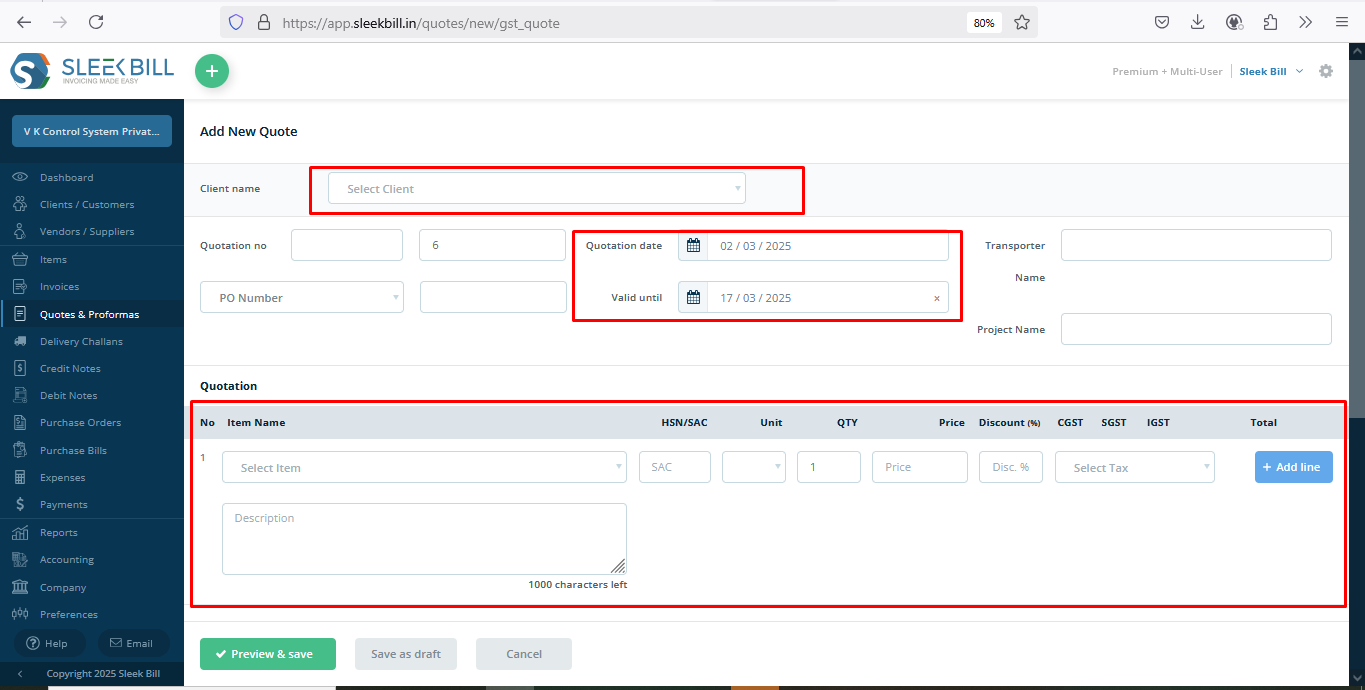 https://app.sleekbill.in/quotes/new/gst_quote
80%
SLEEK BILL
INVOICING MADE EASY
+
Premium + Multi-User
Sleek Bill
V K Control System Privat...
Dashboard
Clients / Customers
Vendors / Suppliers
Items
Invoices
Quotes & Proformas
Delivery Challans
Credit Notes
Debit Notes
Purchase Orders
Purchase Bills
Expenses
Payments
Reports
Accounting
Company
Preferences
Help
Email
Copyright 2025 Sleek Bill
Add New Quote
Client name
Select Client
Quotation no
6
Quotation date
02 / 03 / 2025
Transporter
Name
PO Number
Valid until
17 / 03 / 2025
×
Project Name
Quotation
No Item Name HSN/SAC Unit QTY Price Discount (%) CGST SGST IGST Total
1 Select Item SAC 1 Price Disc. % Select Tax + Add line
Description
1000 characters left
Preview & save
Save as draft
Cancel